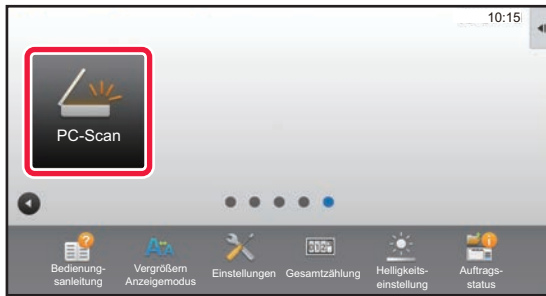 10:15
PC-Scan
Bedienung-
sanleitung
Vergrößern
Anzeigemodus
Einstellungen
Gesamtzählung
Helligkeits-
einstellung
Auftrags-
status